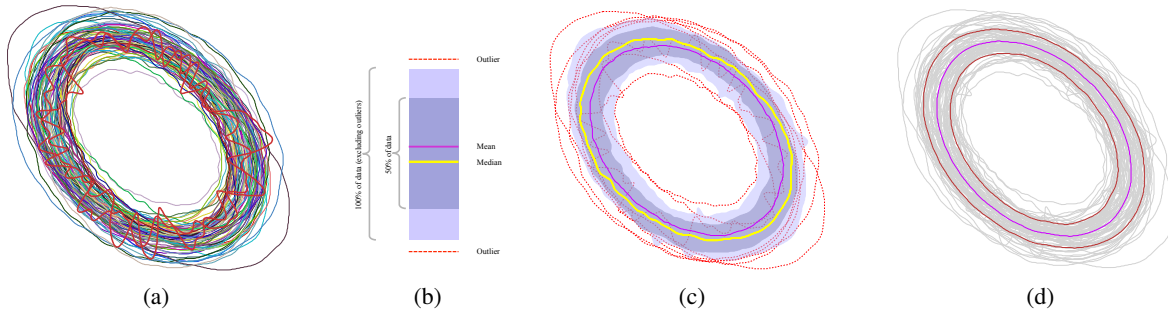 Outlier
100% of data (excluding outliers)
50% of data
Mean
Median
Outlier
(a)
(b)
(c)
(d)